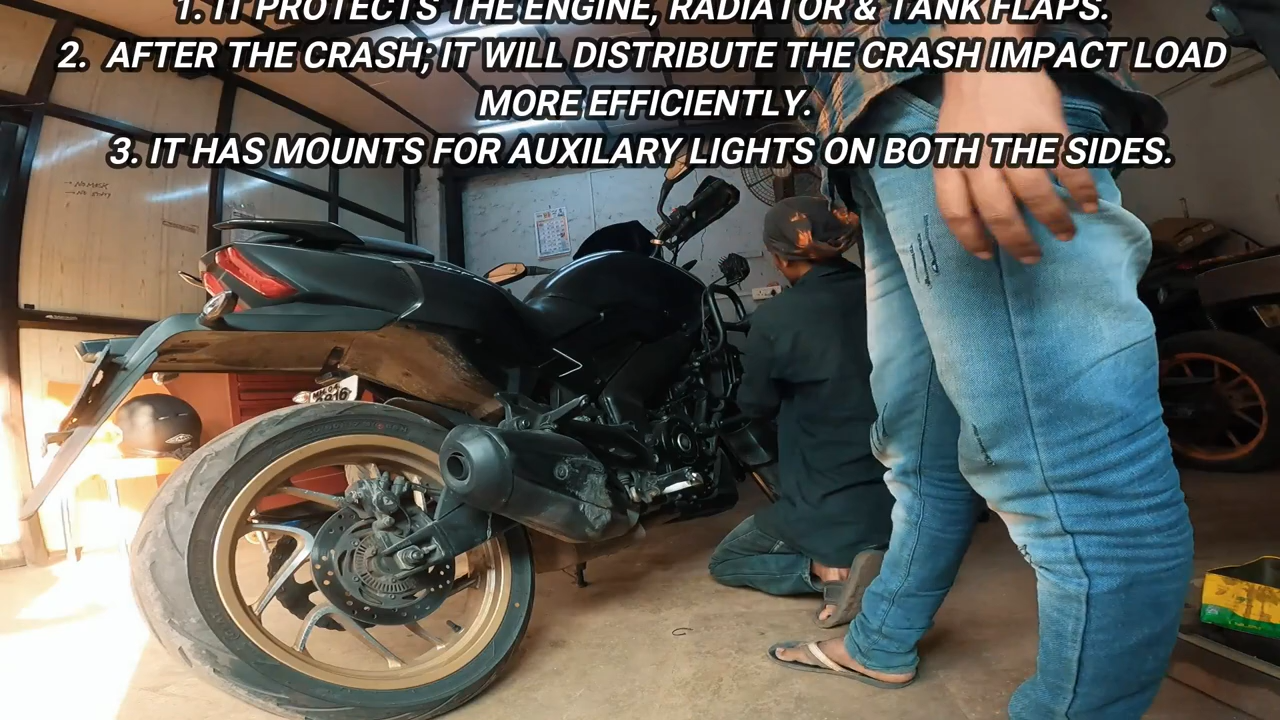 1. IT PROTECTS THE ENGINE, RADIATOR & TANK FLAPS.
2. AFTER THE CRASH; IT WILL DISTRIBUTE THE CRASH IMPACT LOAD
MORE EFFICIENTLY.
3. IT HAS MOUNTS FOR AUXILARY LIGHTS ON BOTH THE SIDES.